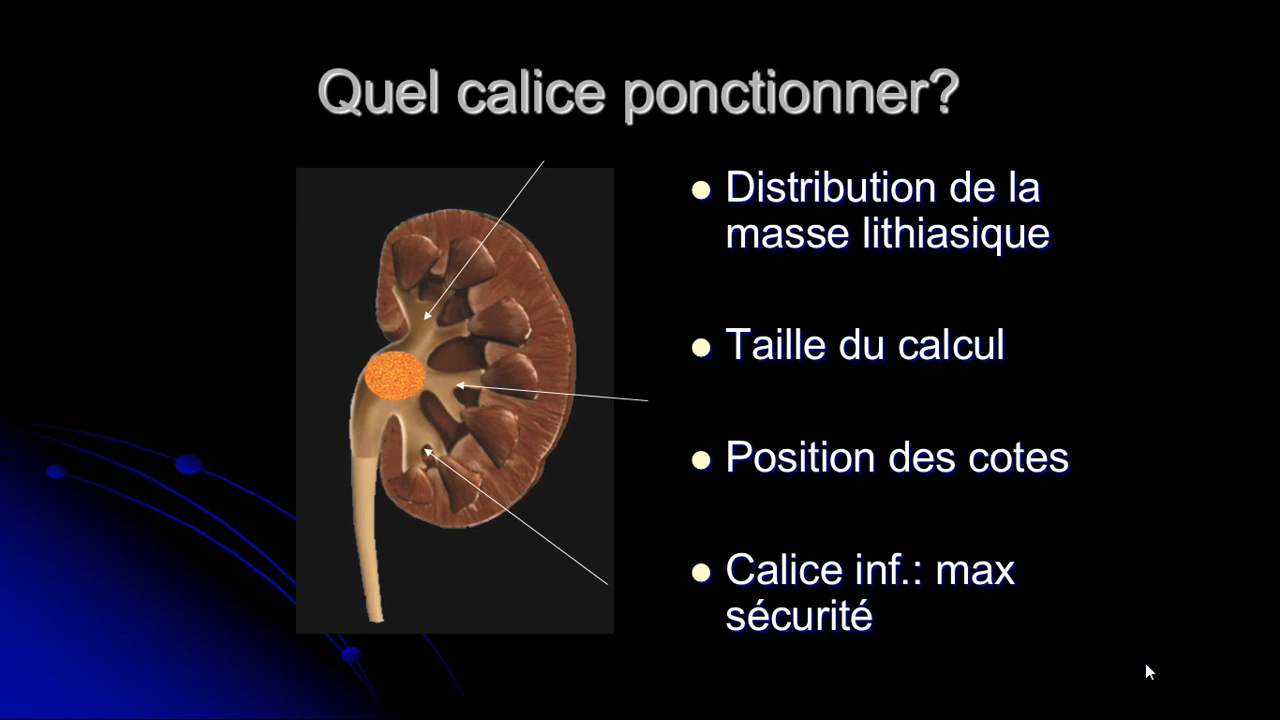 Quel calice ponctionner?
Distribution de la
masse lithiasique
Taille du calcul
Position des cotes
Calice inf.: max
sécurité